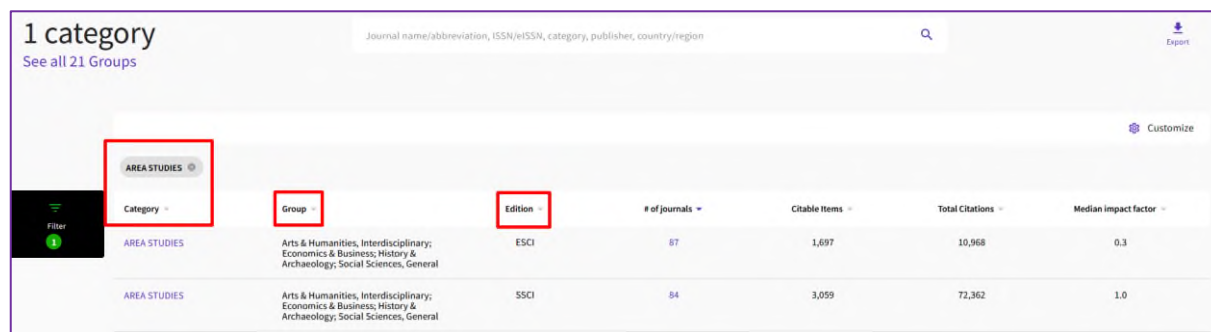 1 category
See all 21 Groups
Journal name/abbreviation, ISSN/eISSN, category, publisher, country/region
Export
Customize
AREA STUDIES
Filter
1
Category Group Edition # of journals Citable Items Total Citations Median impact factor
AREA STUDIES Arts & Humanities, Interdisciplinary; ESCI 87 1,697 10,968 0.3
Economics & Business; History &
Archaeology; Social Sciences, General
AREA STUDIES Arts & Humanities, Interdisciplinary; SSCI 84 3,059 72,362 1.0
Economics & Business; History &
Archaeology; Social Sciences, General